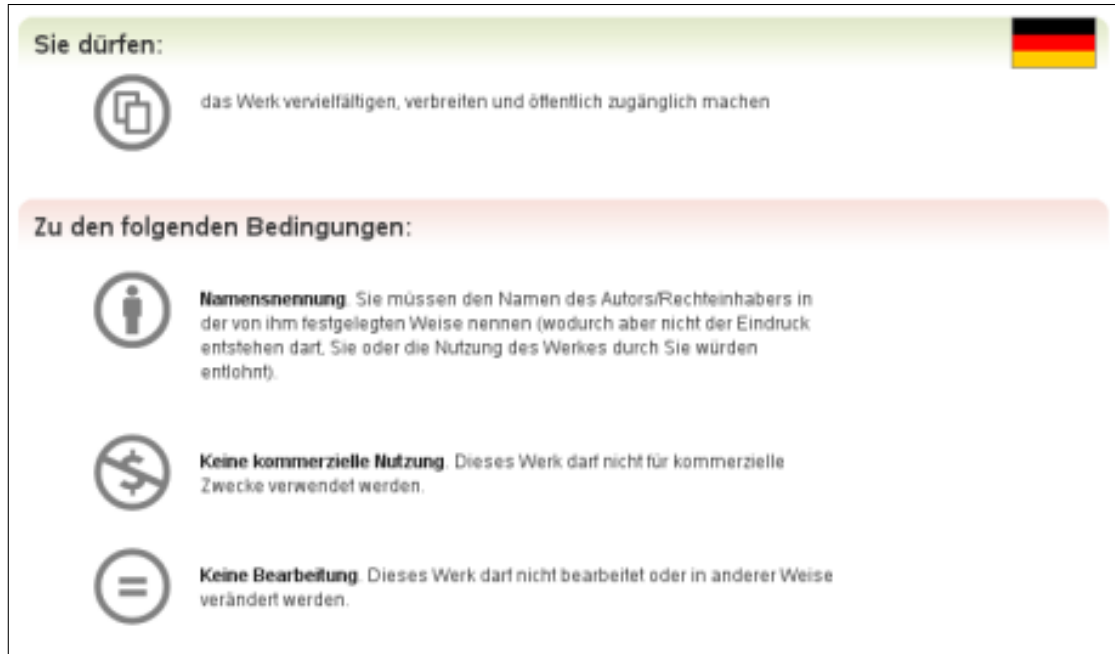 Sie dürfen:
das Werk vervielfältigen, verbreiten und öffentlich zugänglich machen
Zu den folgenden Bedingungen:
Namensnennung. Sie müssen den Namen des Autors/Rechteinhabers in
der von ihm festgelegten Weise nennen (wodurch aber nicht der Eindruck
entstehen darf, Sie oder die Nutzung des Werkes durch Sie würden
entlohnt).
Keine kommerzielle Nutzung. Dieses Werk darf nicht für kommerzielle
Zwecke verwendet werden.
Keine Bearbeitung. Dieses Werk darf nicht bearbeitet oder in anderer Weise
verändert werden.